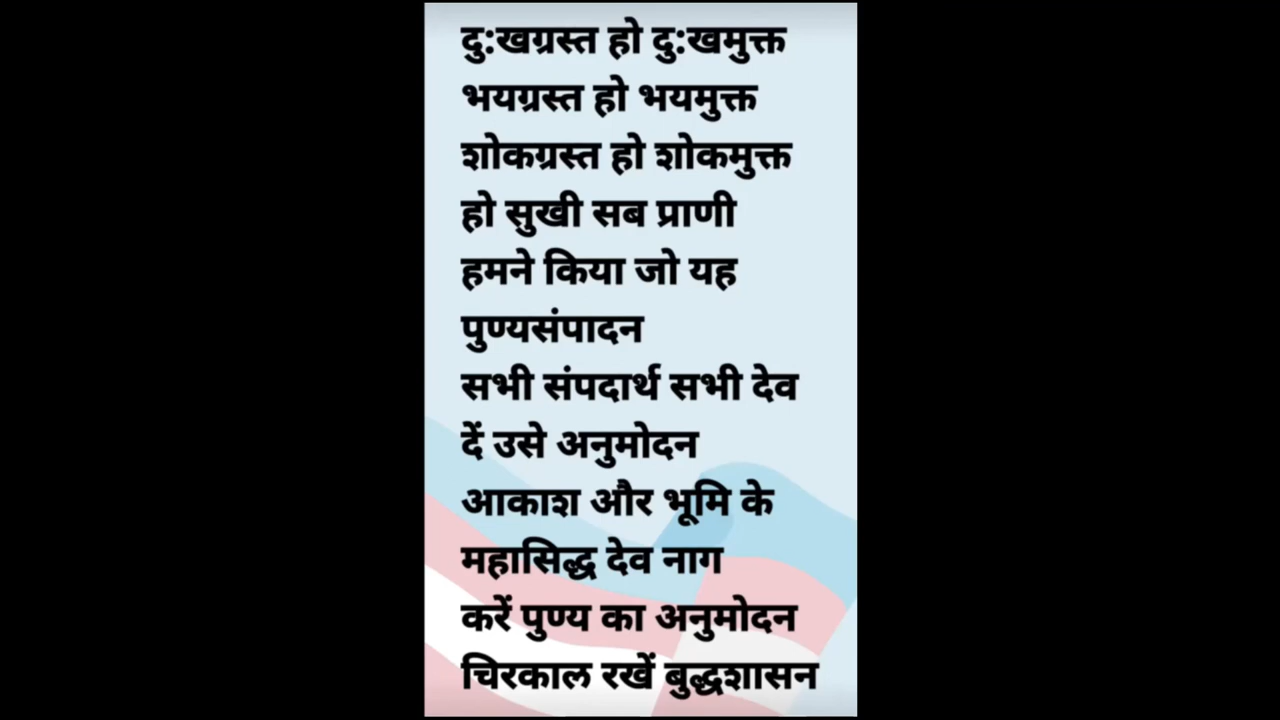 दु:खग्रस्त हो दु:खमुक्त
भयग्रस्त हो भयमुक्त
शोकग्रस्त हो शोकमुक्त
हो सुखी सब प्राणी
हमने किया जो यह
पुण्यसंपादन
सभी संपदार्थ सभी देव
दें उसे अनुमोदन
आकाश और भूमि के
महासिद्ध देव नाग
करें पुण्य का अनुमोदन
चिरकाल रखें बुद्धशासन